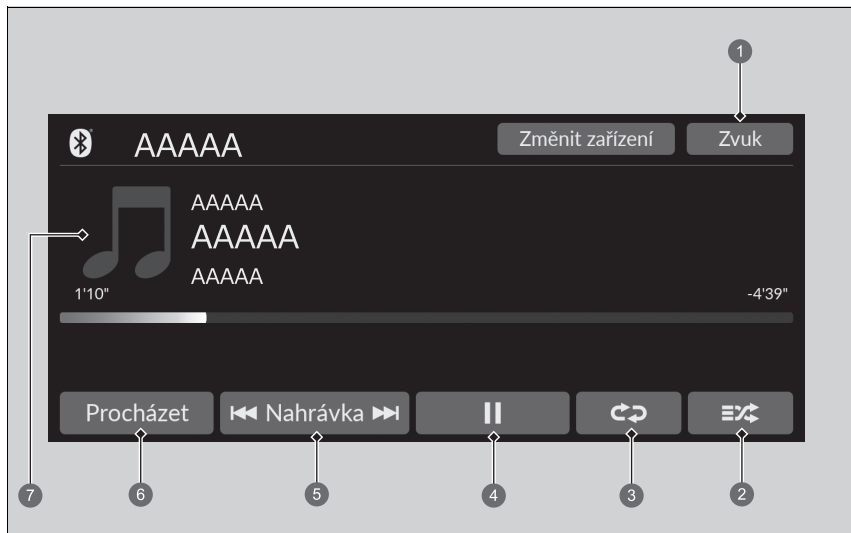 1
AAAAA
Změnit zařízení
Zvuk
AAAAA
AAAAA
AAAAA
7
1'10"
-4'39"
Procházet
Nahrávka
6
5
4
3
2